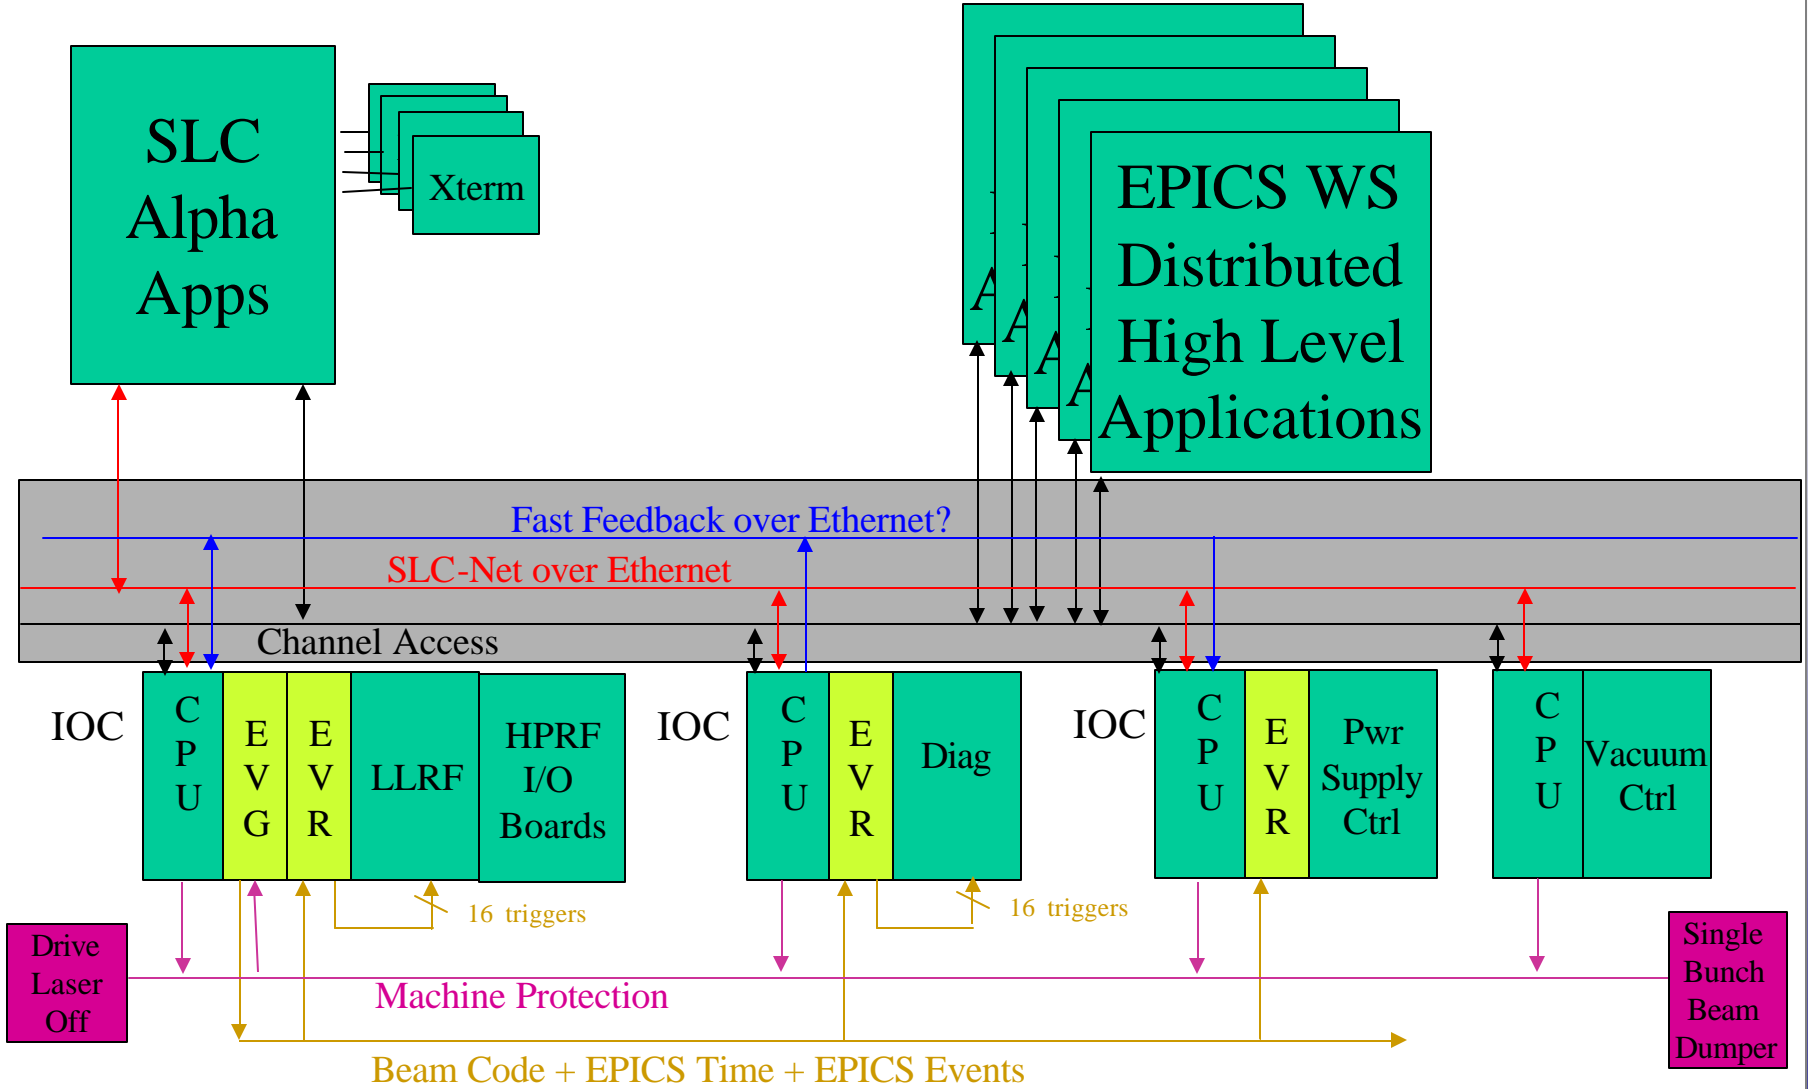 SLC
Alpha
Apps
Xterm
EPICS WS
Distributed
High Level
Applications
A
A
A
A
Fast Feedback over Ethernet?
SLC-Net over Ethernet
Channel Access
IOC
C
P
U
E
V
G
E
V
R
LLRF
HPRF
I/O
Boards
IOC
C
P
U
E
V
R
Diag
IOC
C
P
U
E
V
R
Pwr
Supply
Ctrl
C
P
U
Vacuum
Ctrl
16 triggers
16 triggers
Drive
Laser
Off
Machine Protection
Single
Bunch
Beam
Dumper
Beam Code + EPICS Time + EPICS Events